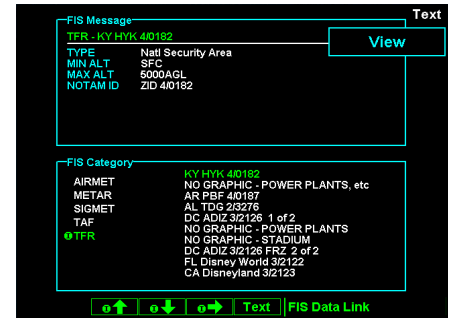 Text
FIS Message
TFR - KY HYK 4/0182
View
TYPE Natl Security Area
MIN ALT SFC
MAX ALT 5000AGL
NOTAM ID ZID 4/0182
FIS Category
AIRMET
METAR
SIGMET
TAF
TFR
KY HYK 4/0182
NO GRAPHIC - POWER PLANTS, etc
AR PBF 4/0187
AL TDG 2/3276
DC ADIZ 3/2126 1 of 2
NO GRAPHIC - POWER PLANTS
NO GRAPHIC - STADIUM
DC ADIZ 3/2126 FRZ 2 of 2
FL Disney World 3/2122
CA Disneyland 3/2123
Text FIS Data Link